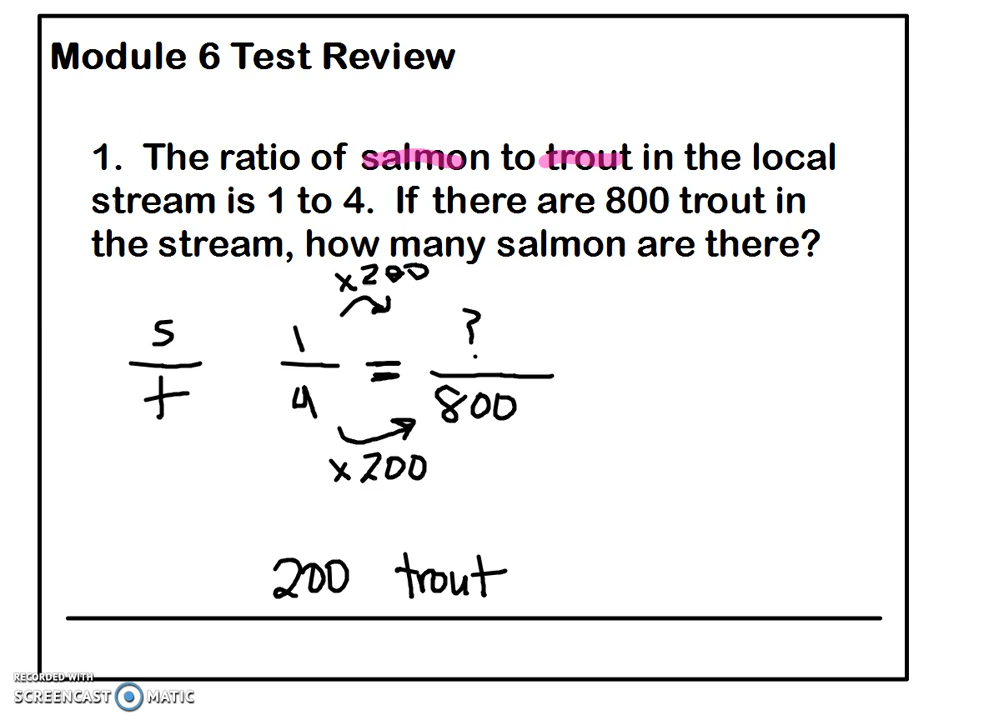 Module 6 Test Review
1. The ratio of salmon to trout in the local
stream is 1 to 4. If there are 800 trout in
the stream, how many salmon are there?
x200
s 1 ?
=
t 4 800
x200
200 trout
RECORDED WITH
SCREENCAST MATIC